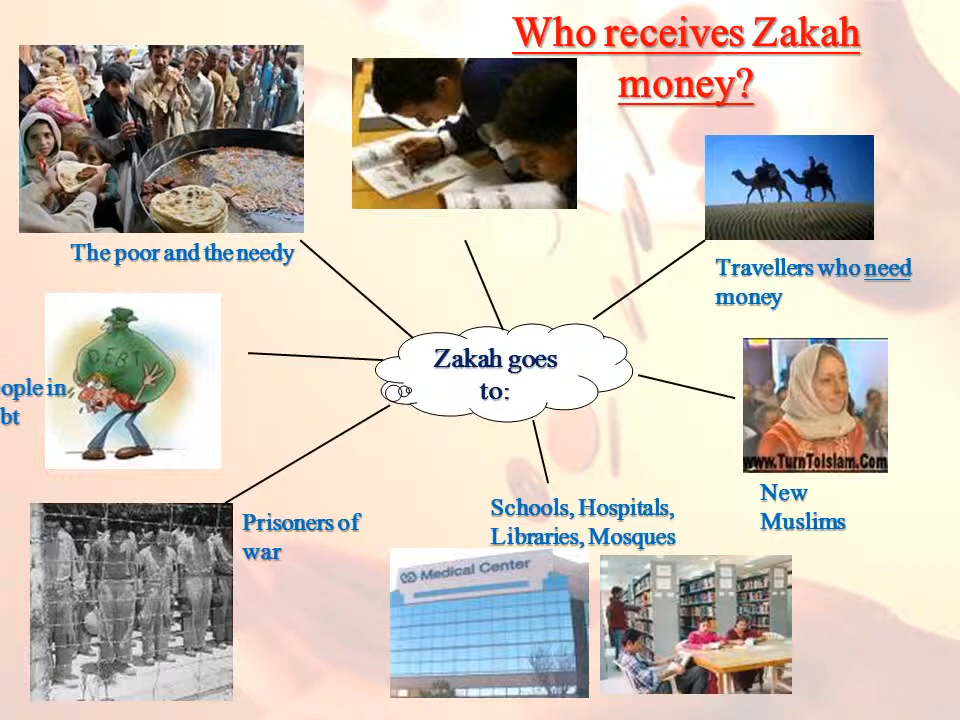 Who receives Zakah
money?
The poor and the needy
Travellers who need
money
Zakah goes
to:
DEBT
ople in
bt
www.TurnToIslam.Com
New
Muslims
Prisoners of
war
Schools, Hospitals,
Libraries, Mosques
Medical Center